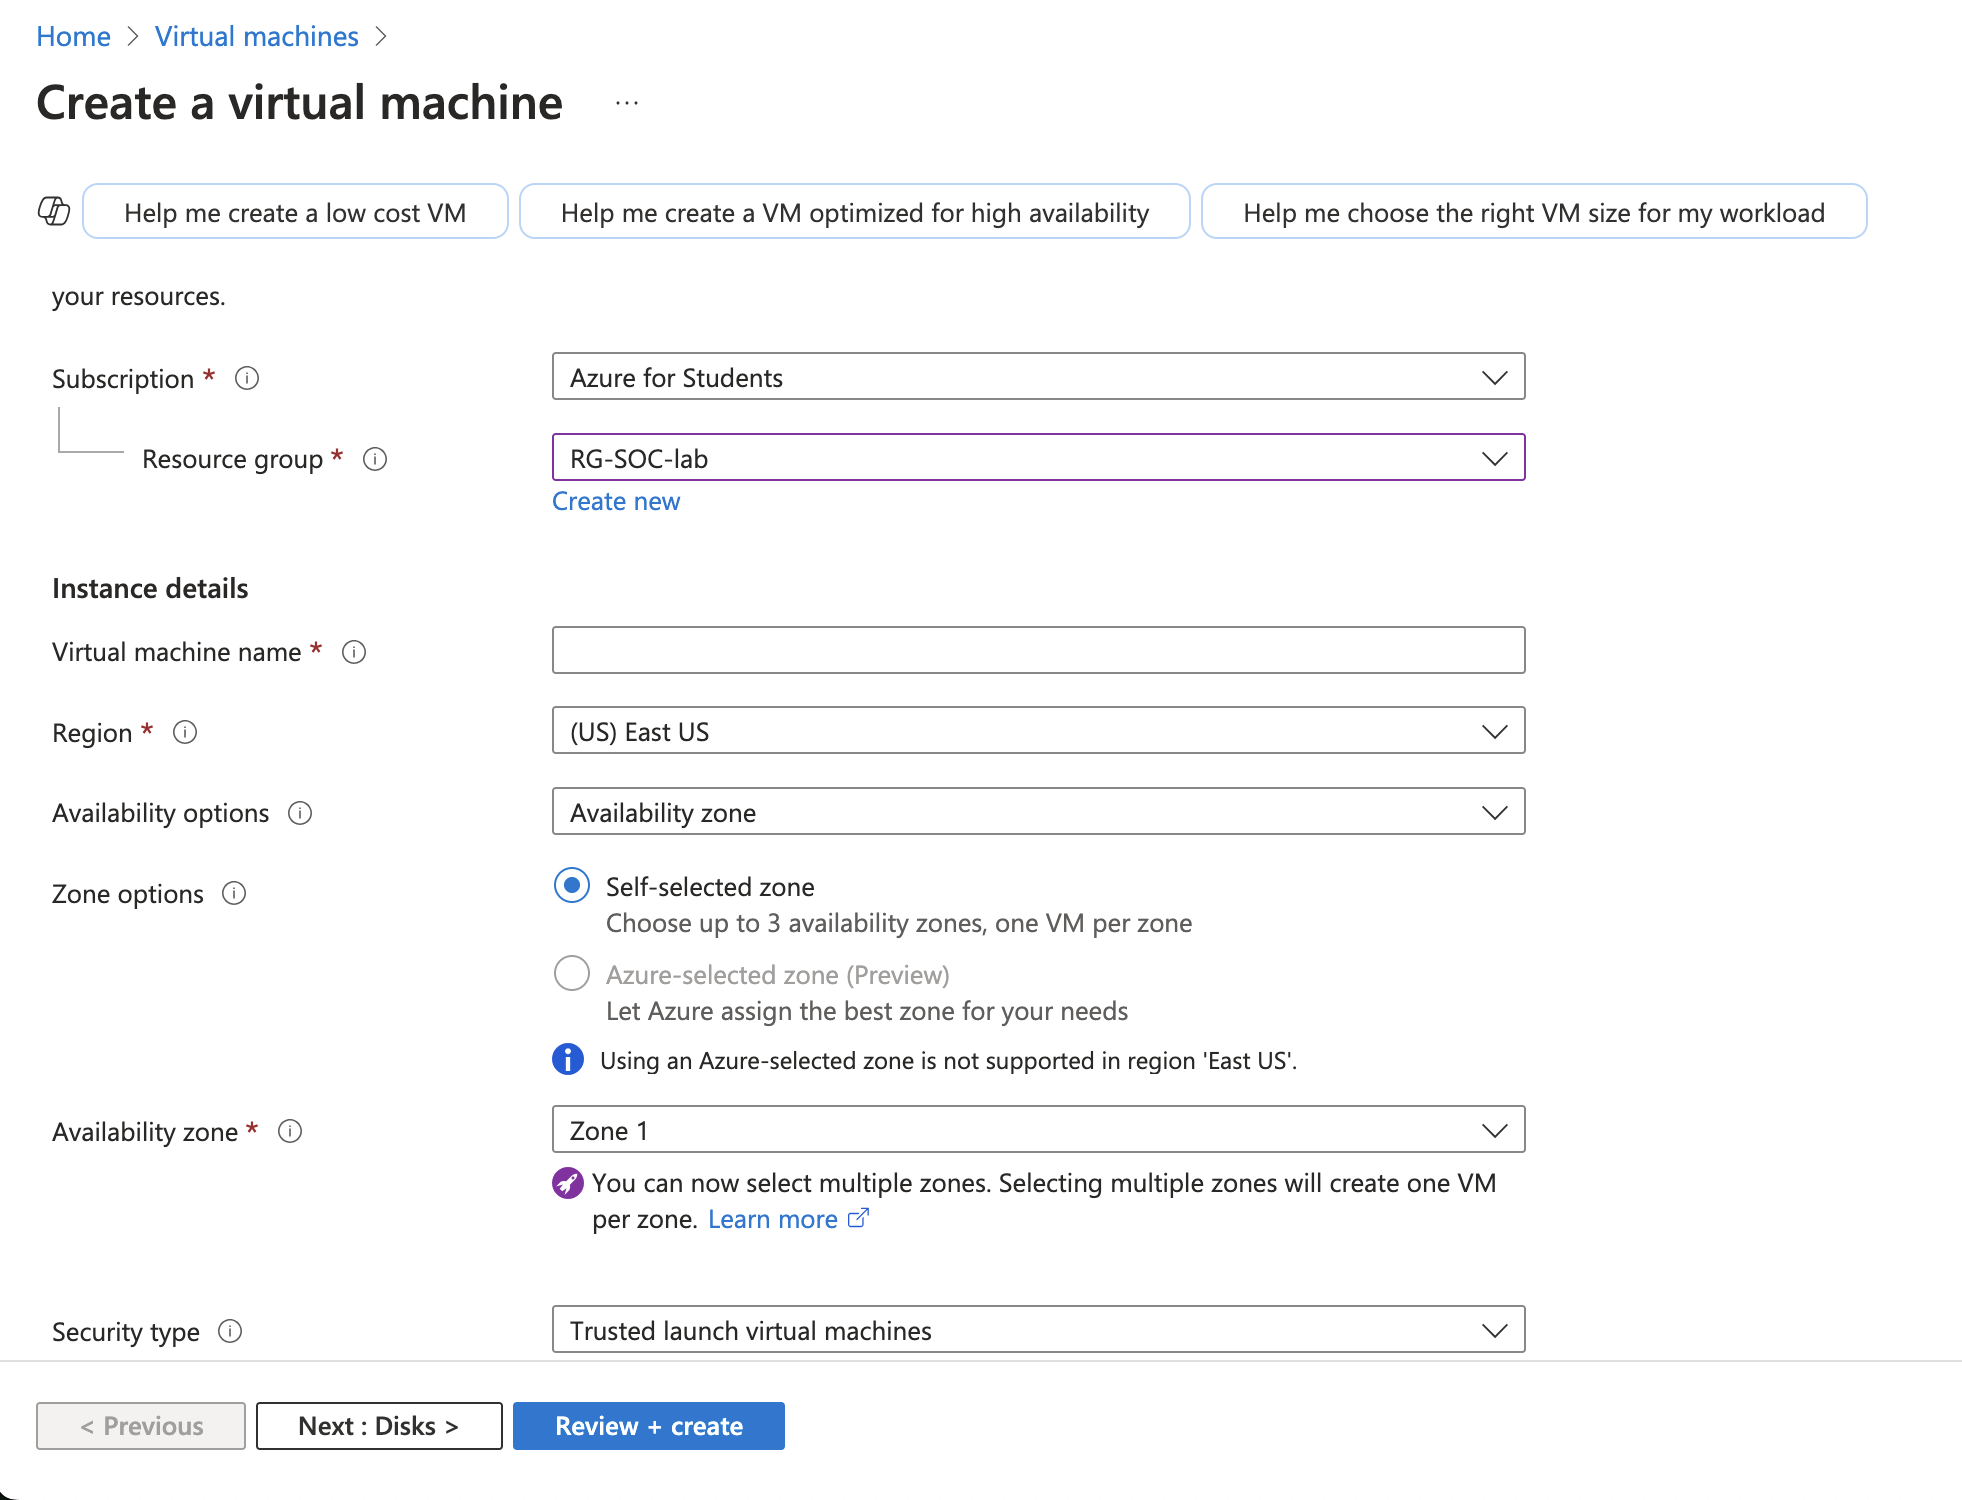 Home > Virtual machines >
Create a virtual machine ...
Help me create a low cost VM
Help me create a VM optimized for high availability
Help me choose the right VM size for my workload
your resources.
Subscription *
Azure for Students
Resource group *
RG-SOC-lab
Create new
Instance details
Virtual machine name *
Region *
(US) East US
Availability options
Availability zone
Zone options
Self-selected zone
Choose up to 3 availability zones, one VM per zone
Azure-selected zone (Preview)
Let Azure assign the best zone for your needs
Using an Azure-selected zone is not supported in region 'East US'.
Availability zone *
Zone 1
You can now select multiple zones. Selecting multiple zones will create one VM
per zone. Learn more
Security type
Trusted launch virtual machines
< Previous
Next : Disks >
Review + create